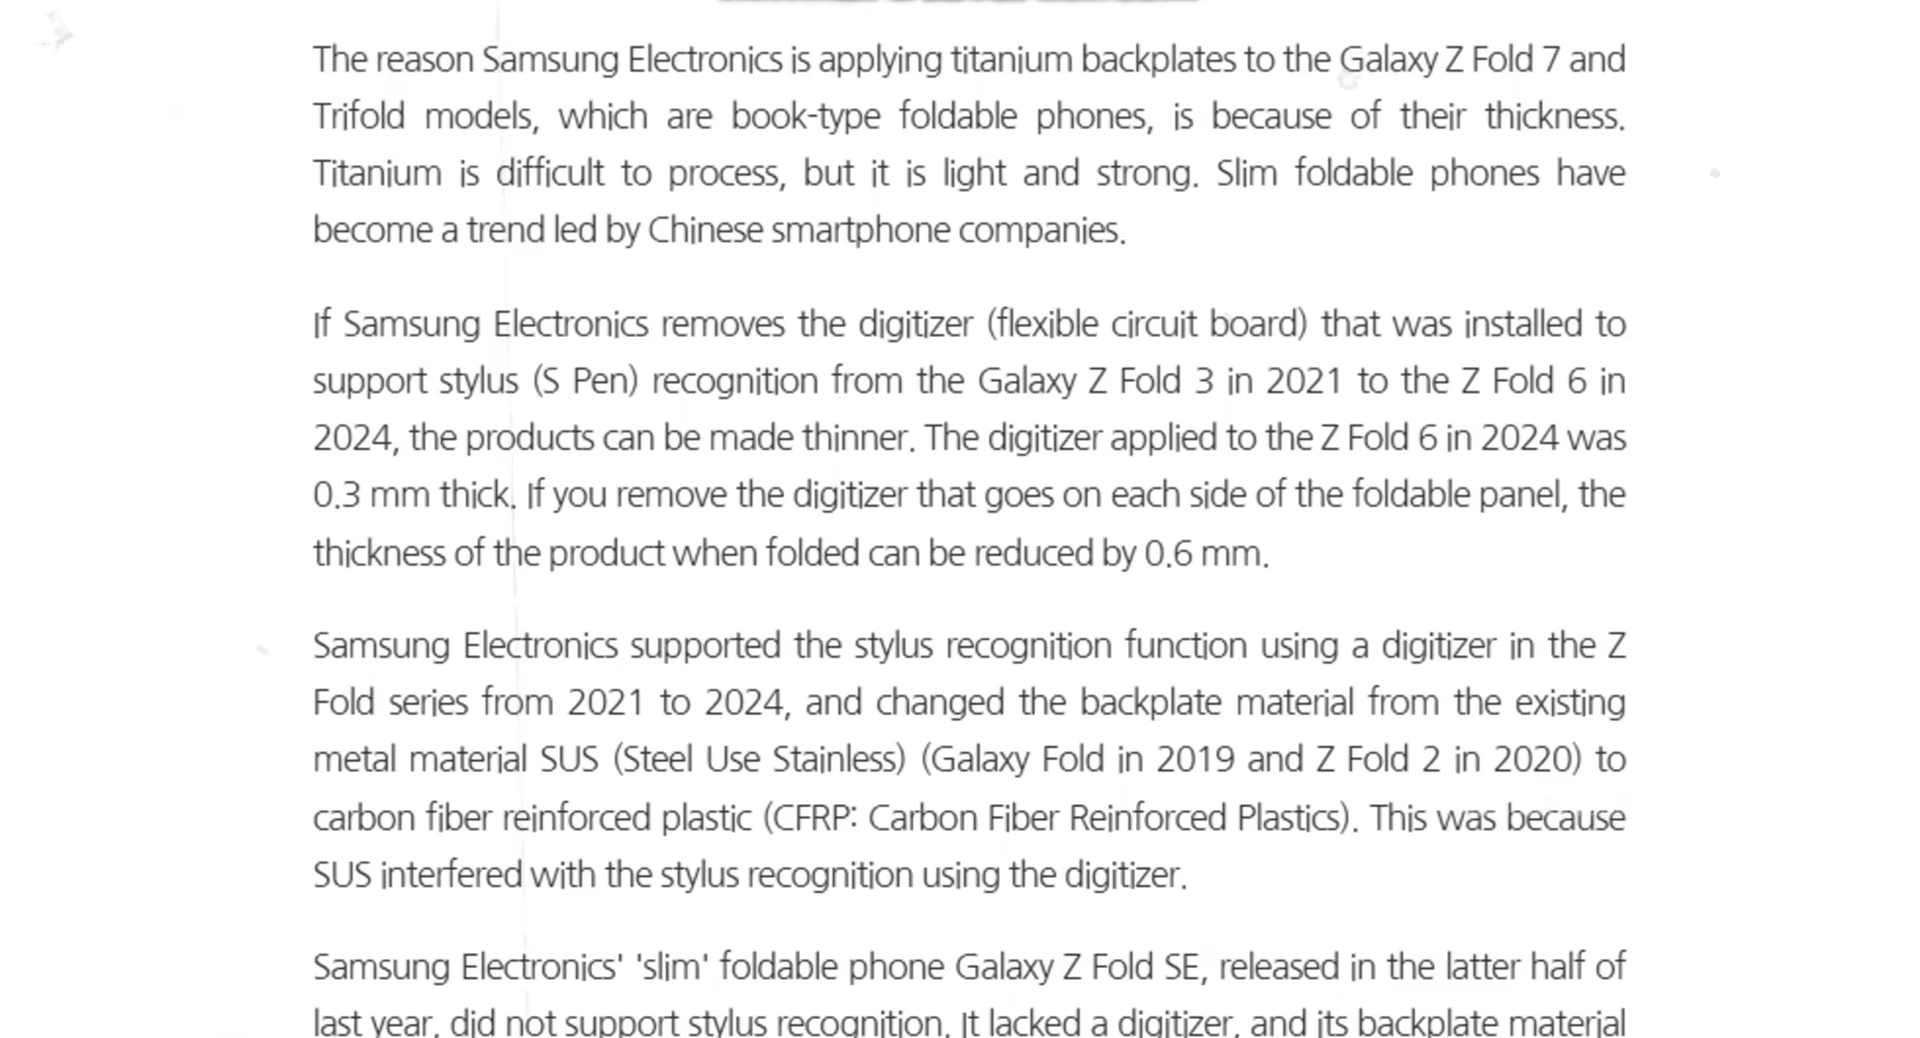 The reason Samsung Electronics is applying titanium backplates to the Galaxy Z Fold 7 and
Trifold models, which are book-type foldable phones, is because of their thickness.
Titanium is difficult to process, but it is light and strong. Slim foldable phones have
become a trend led by Chinese smartphone companies.
If Samsung Electronics removes the digitizer (flexible circuit board) that was installed to
support stylus (S Pen) recognition from the Galaxy Z Fold 3 in 2021 to the Z Fold 6 in
2024, the products can be made thinner. The digitizer applied to the Z Fold 6 in 2024 was
0.3 mm thick. If you remove the digitizer that goes on each side of the foldable panel, the
thickness of the product when folded can be reduced by 0.6 mm.
Samsung Electronics supported the stylus recognition function using a digitizer in the Z
Fold series from 2021 to 2024, and changed the backplate material from the existing
metal material SUS (Steel Use Stainless) (Galaxy Fold in 2019 and Z Fold 2 in 2020) to
carbon fiber reinforced plastic (CFRP: Carbon Fiber Reinforced Plastics). This was because
SUS interfered with the stylus recognition using the digitizer.
Samsung Electronics' 'slim' foldable phone Galaxy Z Fold SE, released in the latter half of
last year, did not support stylus recognition. It lacked a digitizer, and its backplate material